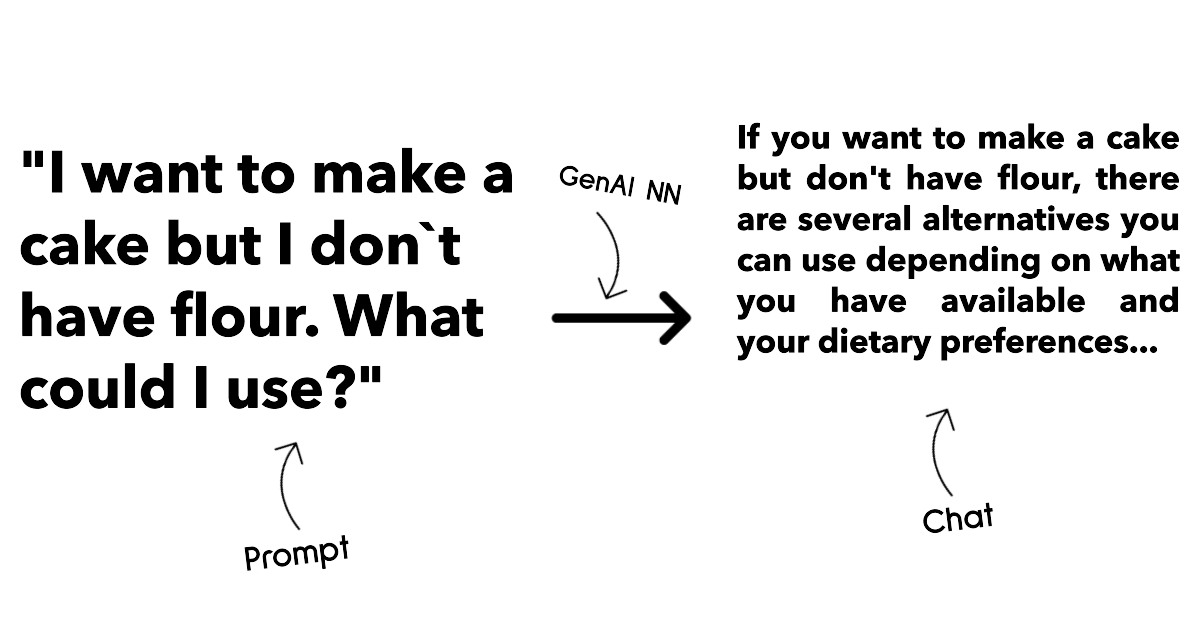 "I want to make a
cake but I don`t
have flour. What
could I use?"
Prompt
GenAI NN
If you want to make a cake
but don't have flour, there
are several alternatives you
can use depending on what
you have available and
your dietary preferences...
Chat